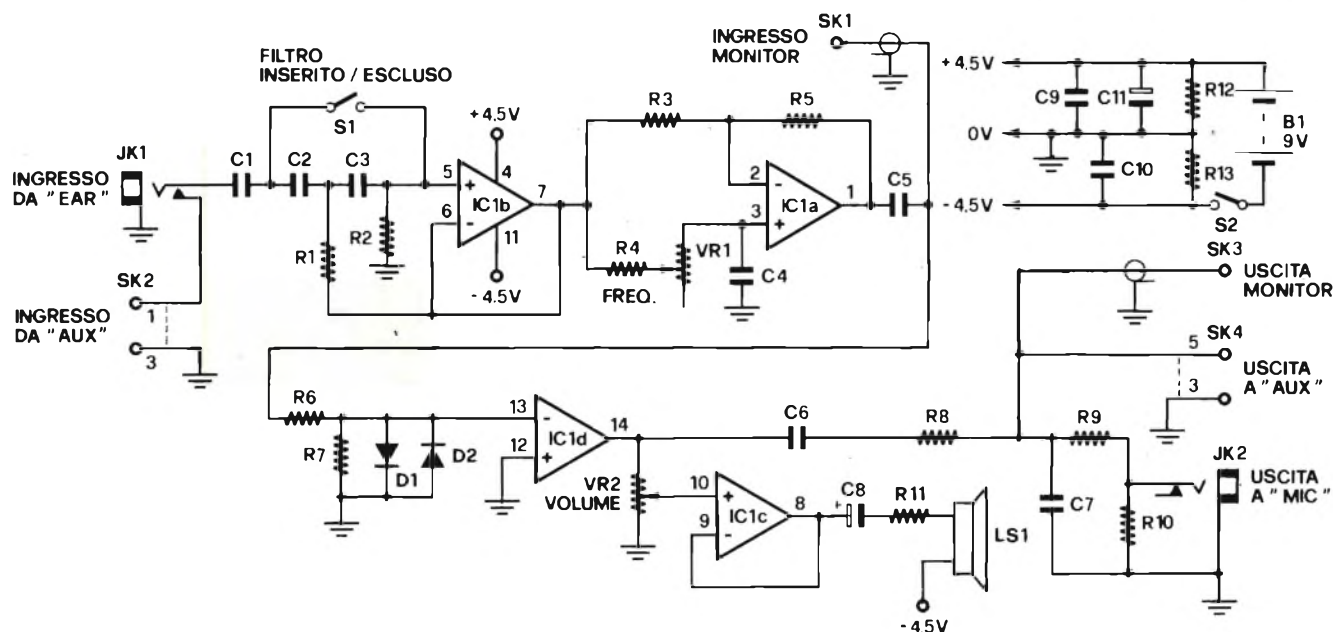 SK1
INGRESSO
MONITOR
FILTRO
INSERITO / ESCLUSO
S1
+4.5V
R3
R5
+ 4.5V
C9
C11
R12
B1
9V
0V
C10
R13
- 4.5V
S2
JK1
INGRESSO
DA "EAR"
C1
C2
C3
5
+
4
IC1b
7
6
-
11
R1
R2
- 4.5V
2
-
IC1a
1
3
+
C5
R4
VR1
FREQ.
C4
SK2
1
INGRESSO
DA "AUX"
3
SK3
USCITA
MONITOR
SK4
5
USCITA
A "AUX"
3
R6
R7
D1
D2
13
-
IC1d
14
12
+
VR2
VOLUME
C6
R8
R9
JK2
USCITA
A "MIC"
10
+
IC1c
8
9
-
+
C8
R11
LS1
- 4.5V
C7
R10